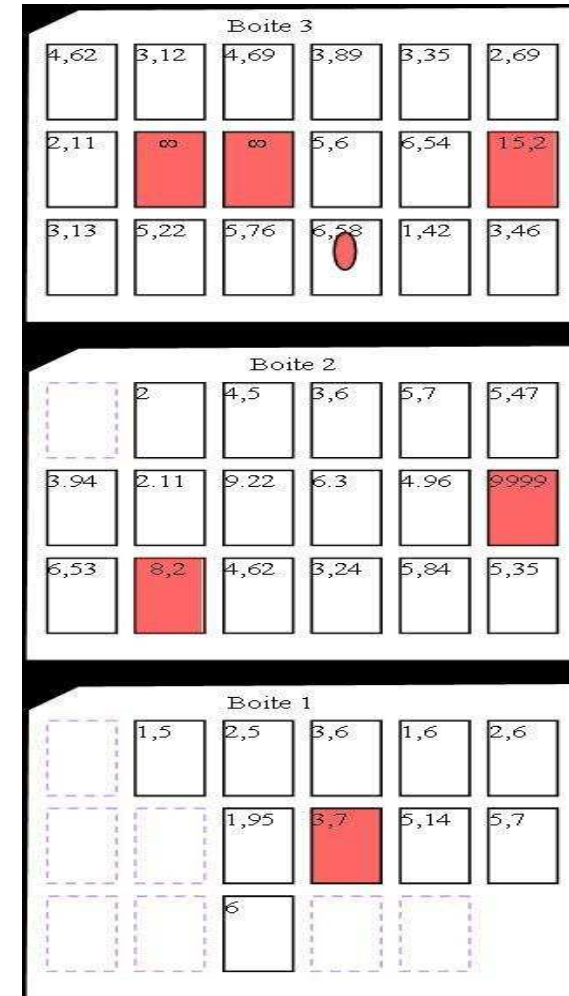 Boite 3
4,62 3,12 4,69 3,89 3,35 2,69
2,11 ∞ ∞ 5,6 6,54 15,2
3,13 5,22 5,76 6,58 1,42 3,46
Boite 2
2 4,5 3,6 5,7 5,47
3.94 2.11 9.22 6.3 4.96 9999
6,53 8,2 4,62 3,24 5,84 5,35
Boite 1
1,5 2,5 3,6 1,6 2,6
1,95 3,7 5,14 5,7
6